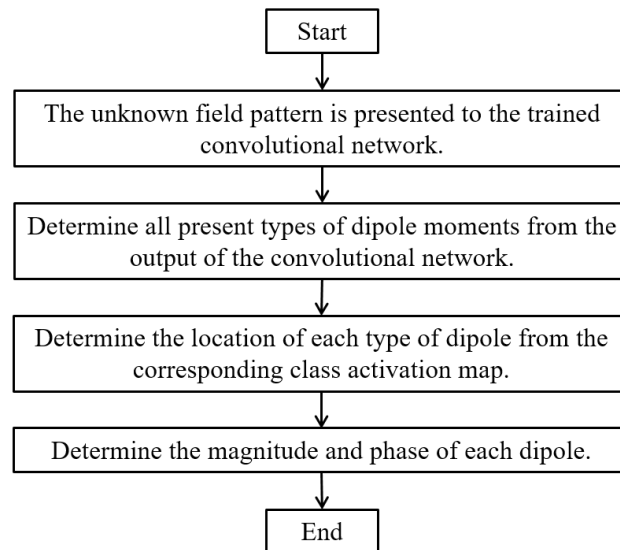 Start
The unknown field pattern is presented to the trained
convolutional network.
Determine all present types of dipole moments from the
output of the convolutional network.
Determine the location of each type of dipole from the
corresponding class activation map.
Determine the magnitude and phase of each dipole.
End